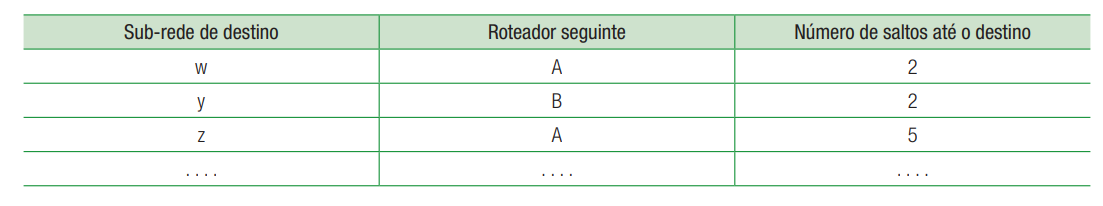 Sub-rede de destino Roteador seguinte Número de saltos até o destino
w A 2
y B 2
z A 5
. . . . . . . . . . . .